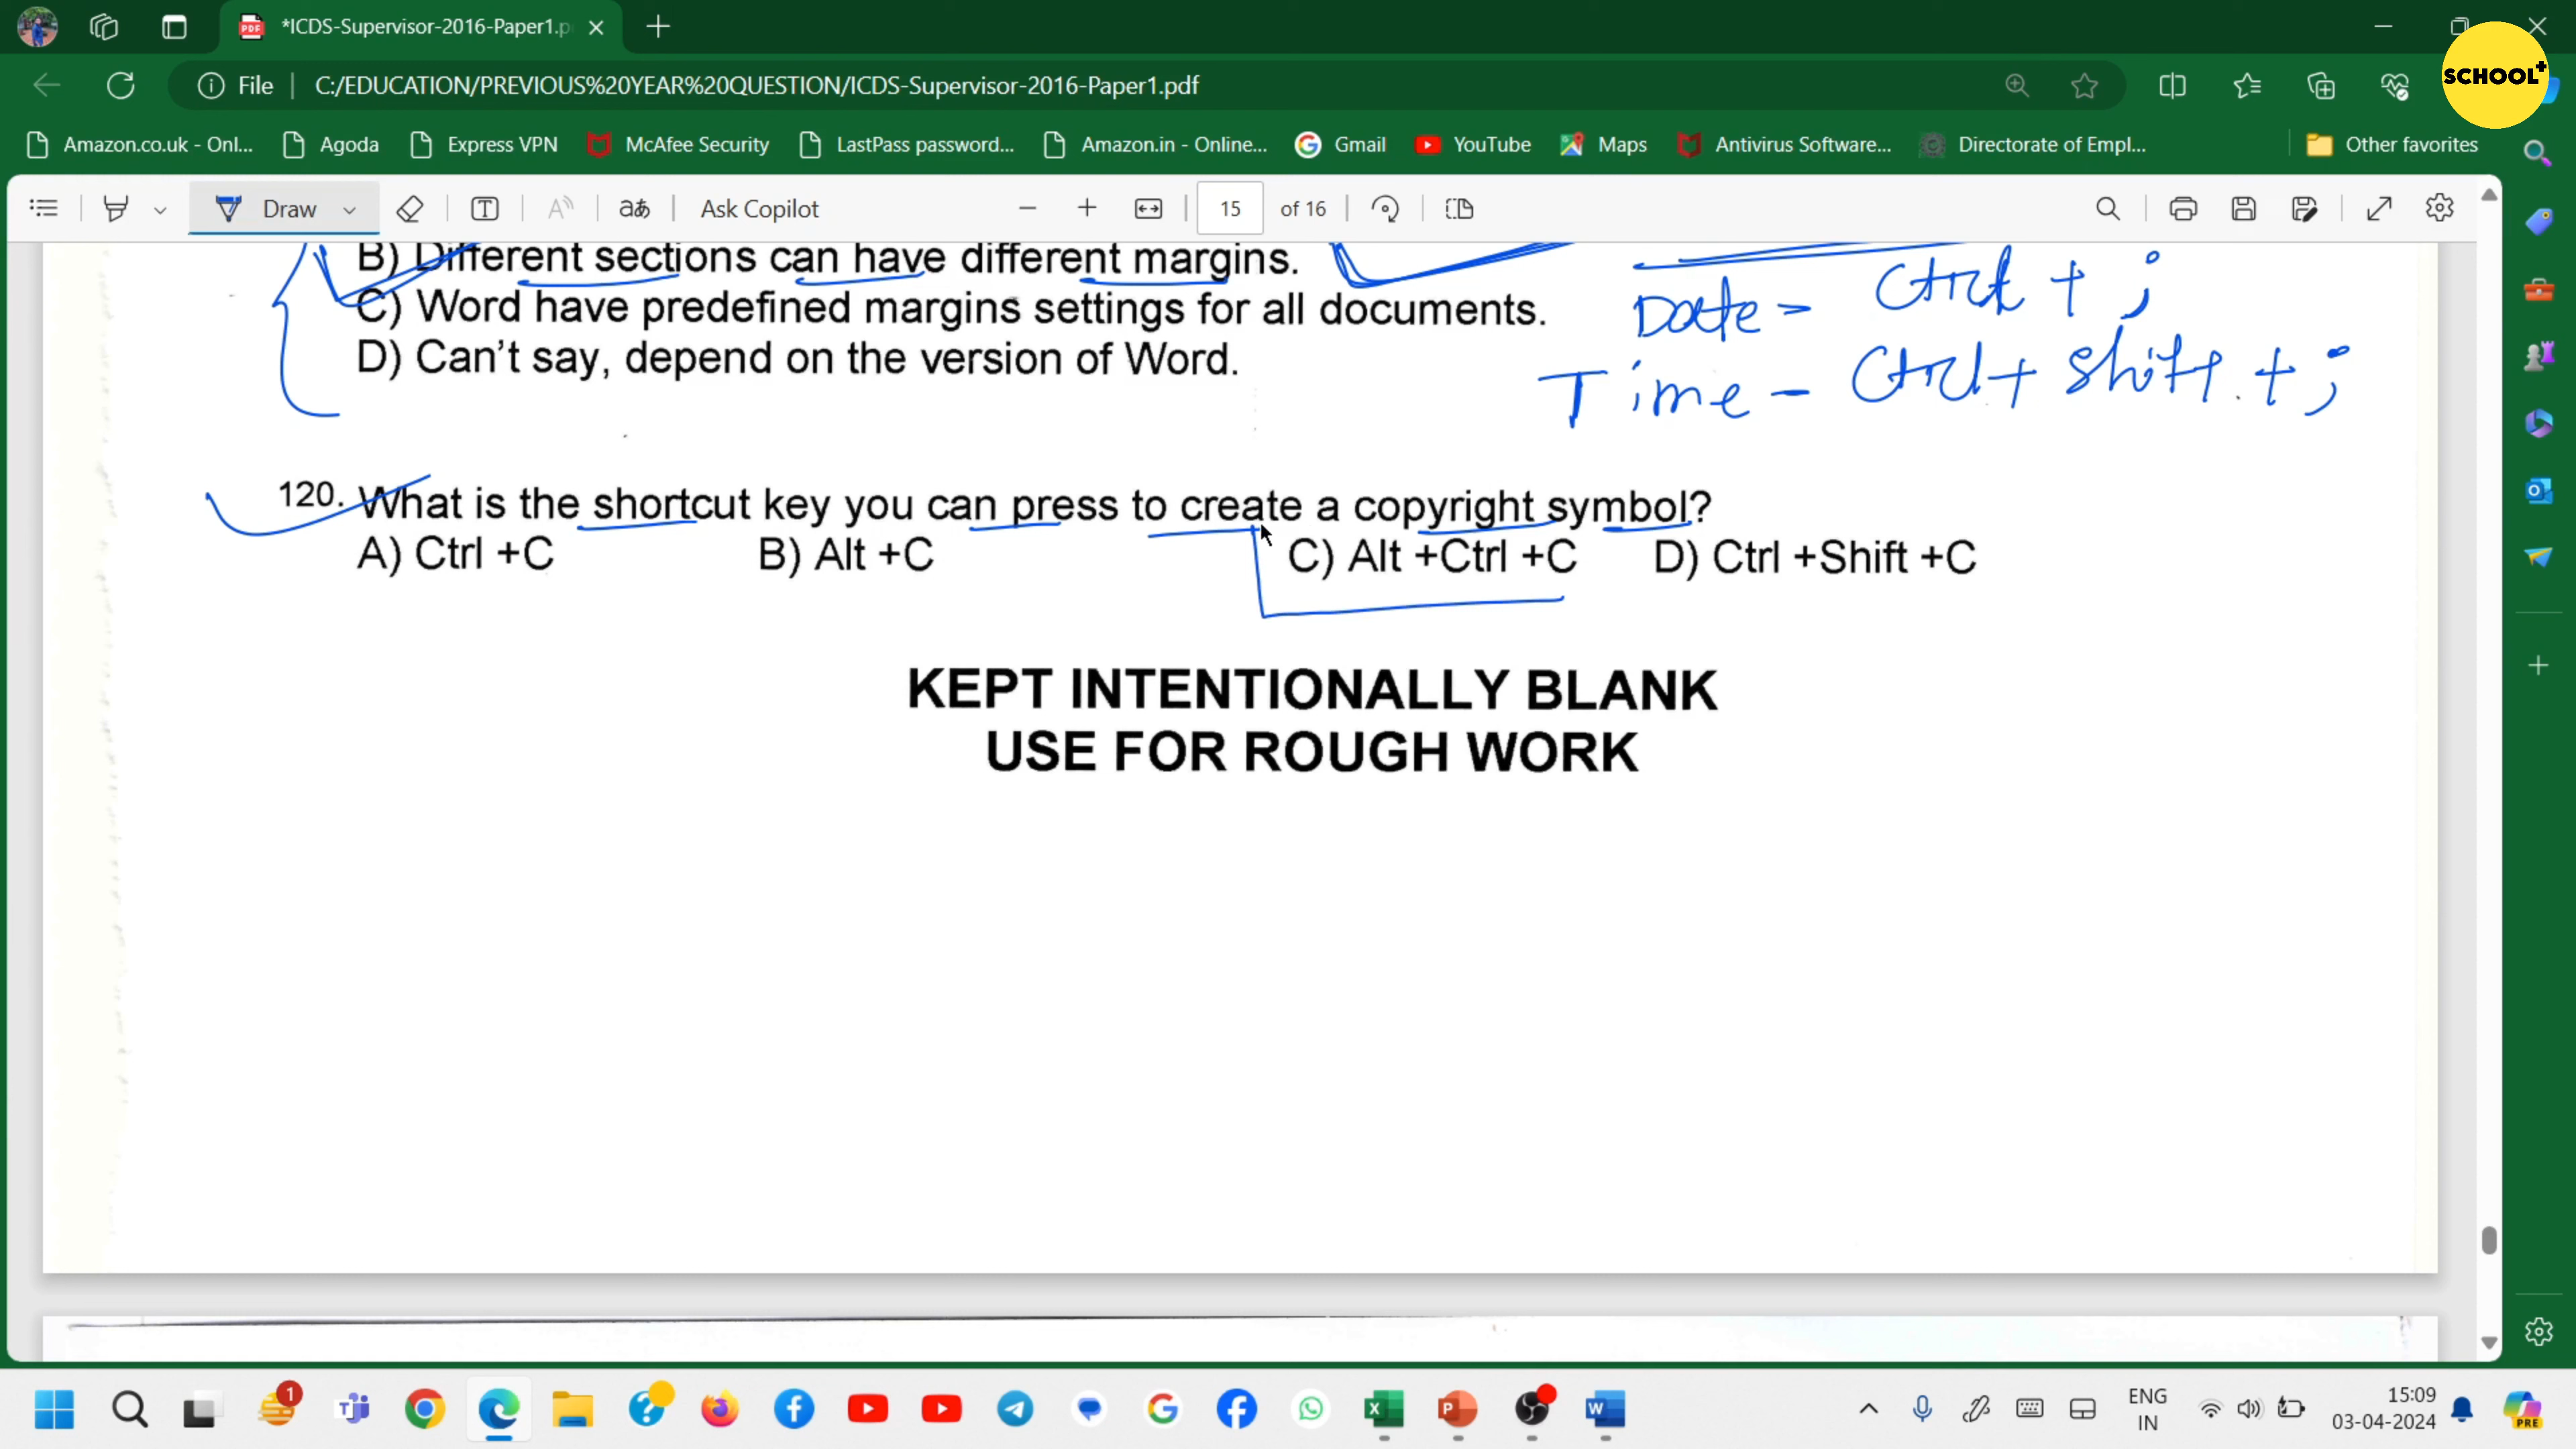 *ICDS-Supervisor-2016-Paper1.p
SCHOOL+
File
C:/EDUCATION/PREVIOUS%20YEAR%20QUESTION/ICDS-Supervisor-2016-Paper1.pdf
Amazon.co.uk - Onl...
Agoda
Express VPN
McAfee Security
LastPass password...
Amazon.in - Online...
Gmail
YouTube
Maps
Antivirus Software...
Directorate of Empl...
Other favorites
Draw
aあ
Ask Copilot
15
of 16
B) Different sections can have different margins.
C) Word have predefined margins settings for all documents.
D) Can't say, depend on the version of Word.
Date = Ctrl + ;
Time - Ctrl + Shift + ;
120. What is the shortcut key you can press to create a copyright symbol?
A) Ctrl +C B) Alt +C C) Alt +Ctrl +C D) Ctrl +Shift +C
KEPT INTENTIONALLY BLANK
USE FOR ROUGH WORK
1
ENG
IN
15:09
03-04-2024
PRE